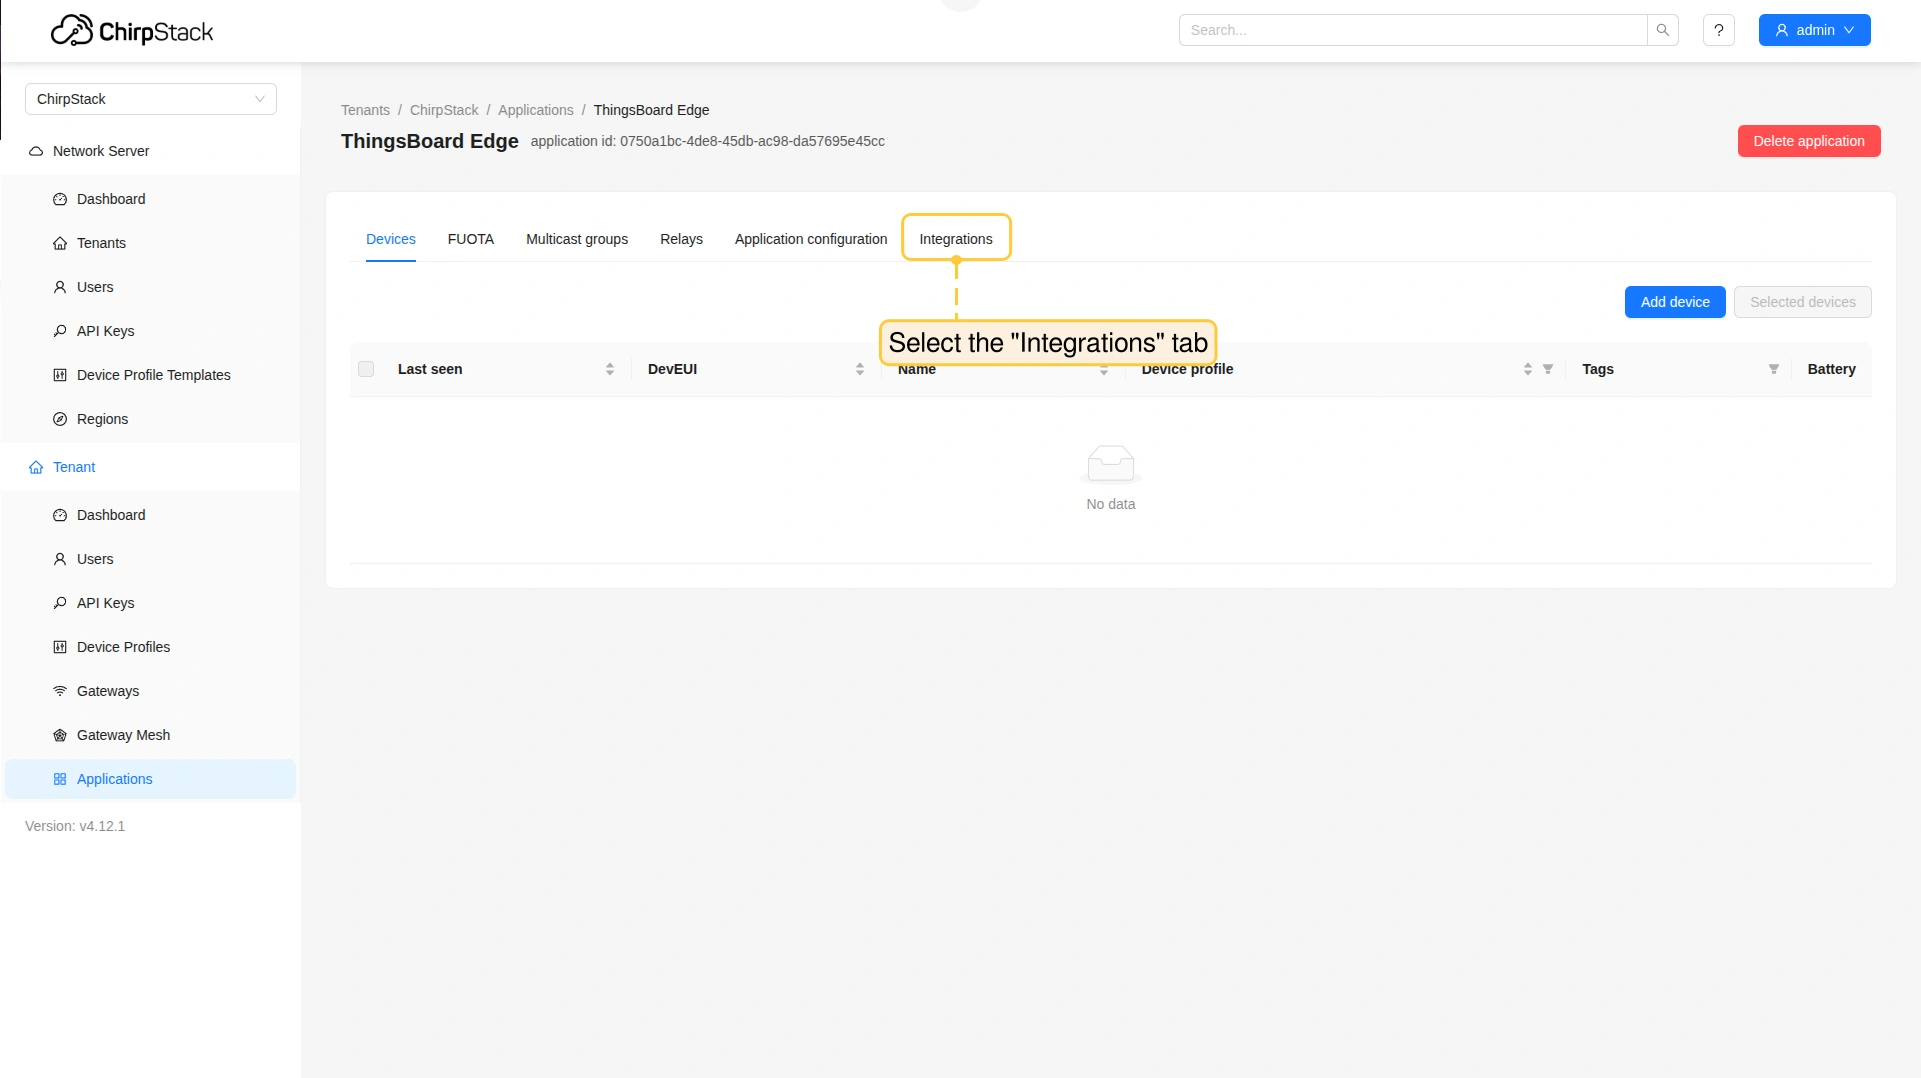 ChirpStack
Search...
?
admin
ChirpStack
Network Server
Dashboard
Tenants
Users
API Keys
Device Profile Templates
Regions
Tenant
Dashboard
Users
API Keys
Device Profiles
Gateways
Gateway Mesh
Applications
Version: v4.12.1
Tenants / ChirpStack / Applications / ThingsBoard Edge
ThingsBoard Edge application id: 0750a1bc-4de8-45db-ac98-da57695e45cc
Delete application
Devices FUOTA Multicast groups Relays Application configuration Integrations
Add device Selected devices
Select the "Integrations" tab
Last seen DevEUI Name Device profile Tags Battery
No data